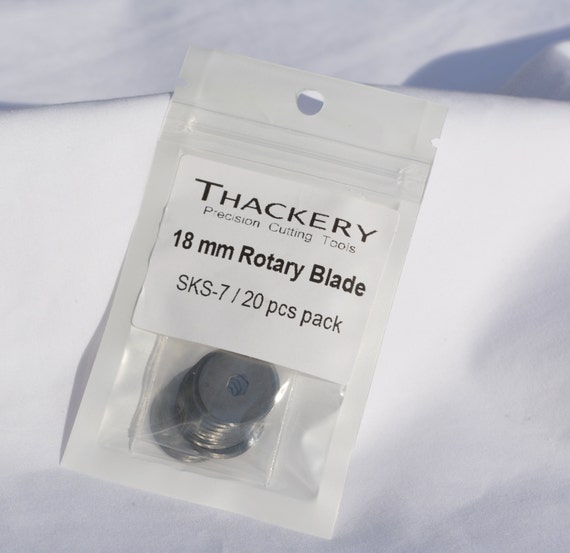 THACKERY
Precision Cutting Tools
18 mm Rotary Blade
SKS-7 / 20 pcs pack